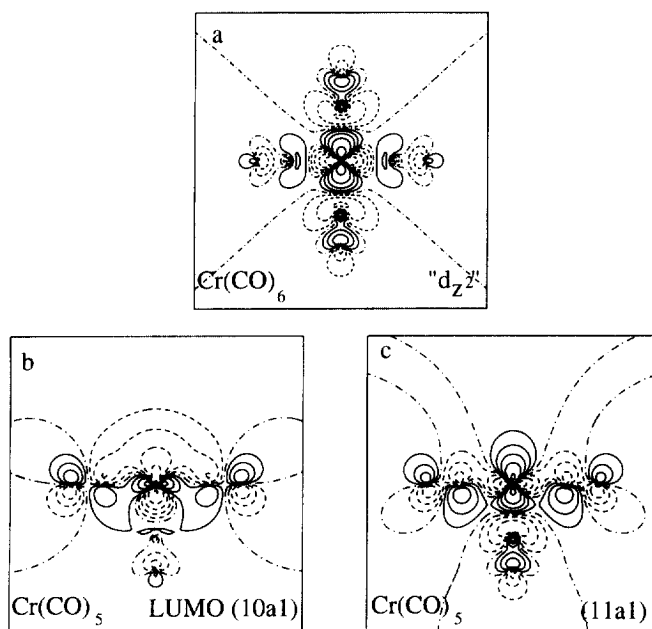 a
Cr(CO)6 "dz2"
b
Cr(CO)5 LUMO (10a1)
c
Cr(CO)5 (11a1)